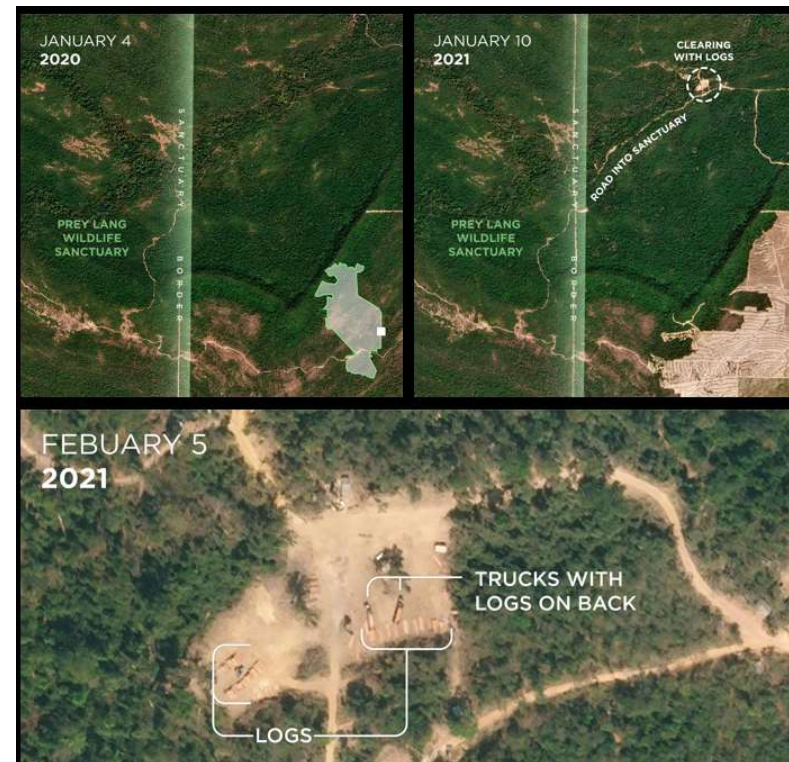 JANUARY 4
2020
SANCTUARY BORDER
PREY LANG
WILDLIFE
SANCTUARY
JANUARY 10
2021
CLEARING
WITH LOGS
ROAD INTO SANCTUARY
SANCTUARY BORDER
PREY LANG
WILDLIFE
SANCTUARY
FEBUARY 5
2021
TRUCKS WITH
LOGS ON BACK
LOGS